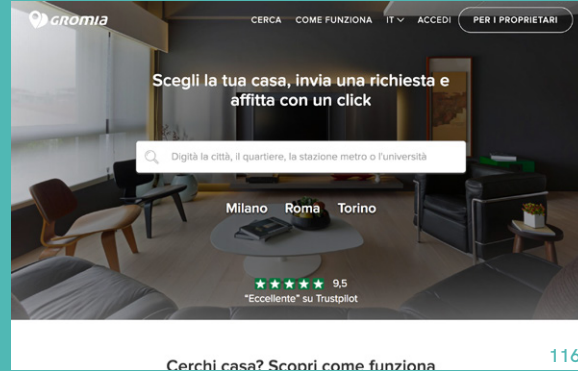 GROMIA
CERCA COME FUNZIONA IT ACCEDI PER I PROPRIETARI
Scegli la tua casa, invia una richiesta e
affitta con un click
Digità la città, il quartiere, la stazione metro o l'università
Milano Roma Torino
9,5
"Eccellente" su Trustpilot
Cerchi casa? Scopri come funziona
116